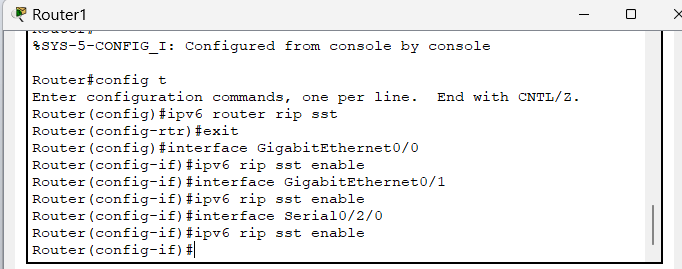 Router1
%SYS-5-CONFIG_I: Configured from console by console
Router#config t
Enter configuration commands, one per line.  End with CNTL/Z.
Router(config)#ipv6 router rip sst
Router(config-rtr)#exit
Router(config)#interface GigabitEthernet0/0
Router(config-if)#ipv6 rip sst enable
Router(config-if)#interface GigabitEthernet0/1
Router(config-if)#ipv6 rip sst enable
Router(config-if)#interface Serial0/2/0
Router(config-if)#ipv6 rip sst enable
Router(config-if)#